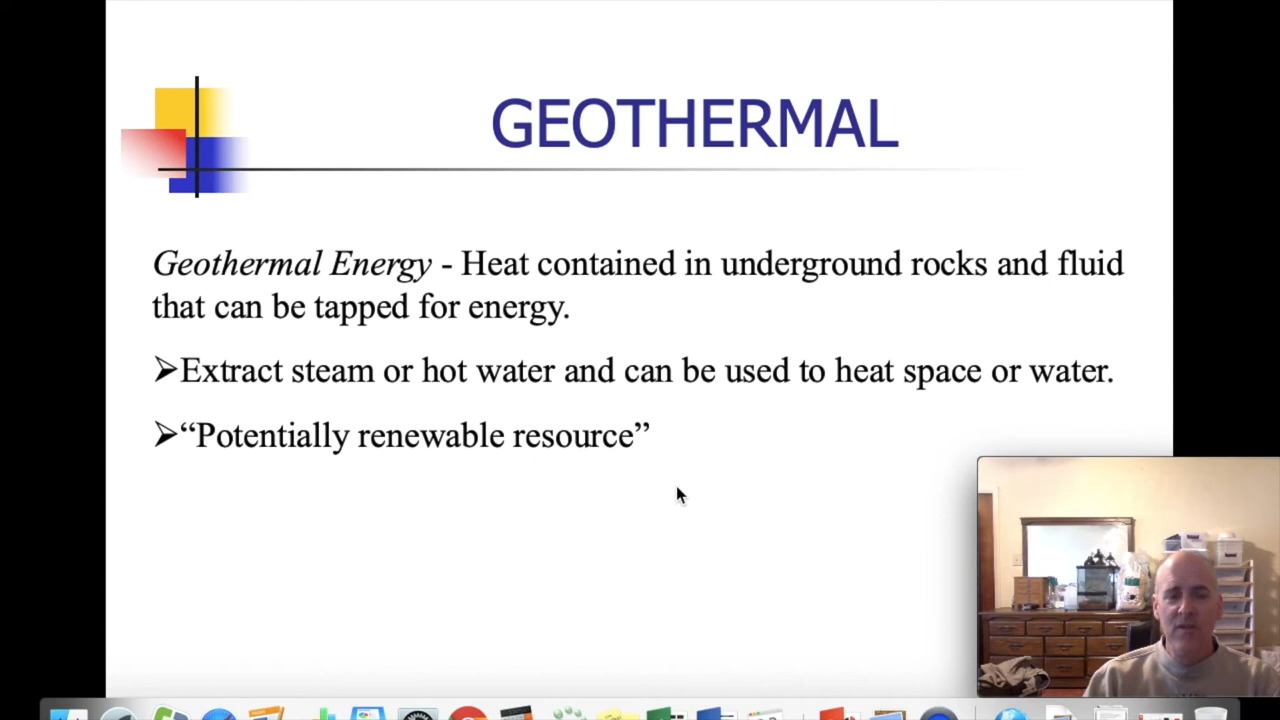 GEOTHERMAL
Geothermal Energy - Heat contained in underground rocks and fluid
that can be tapped for energy.
➢Extract steam or hot water and can be used to heat space or water.
➢“Potentially renewable resource”